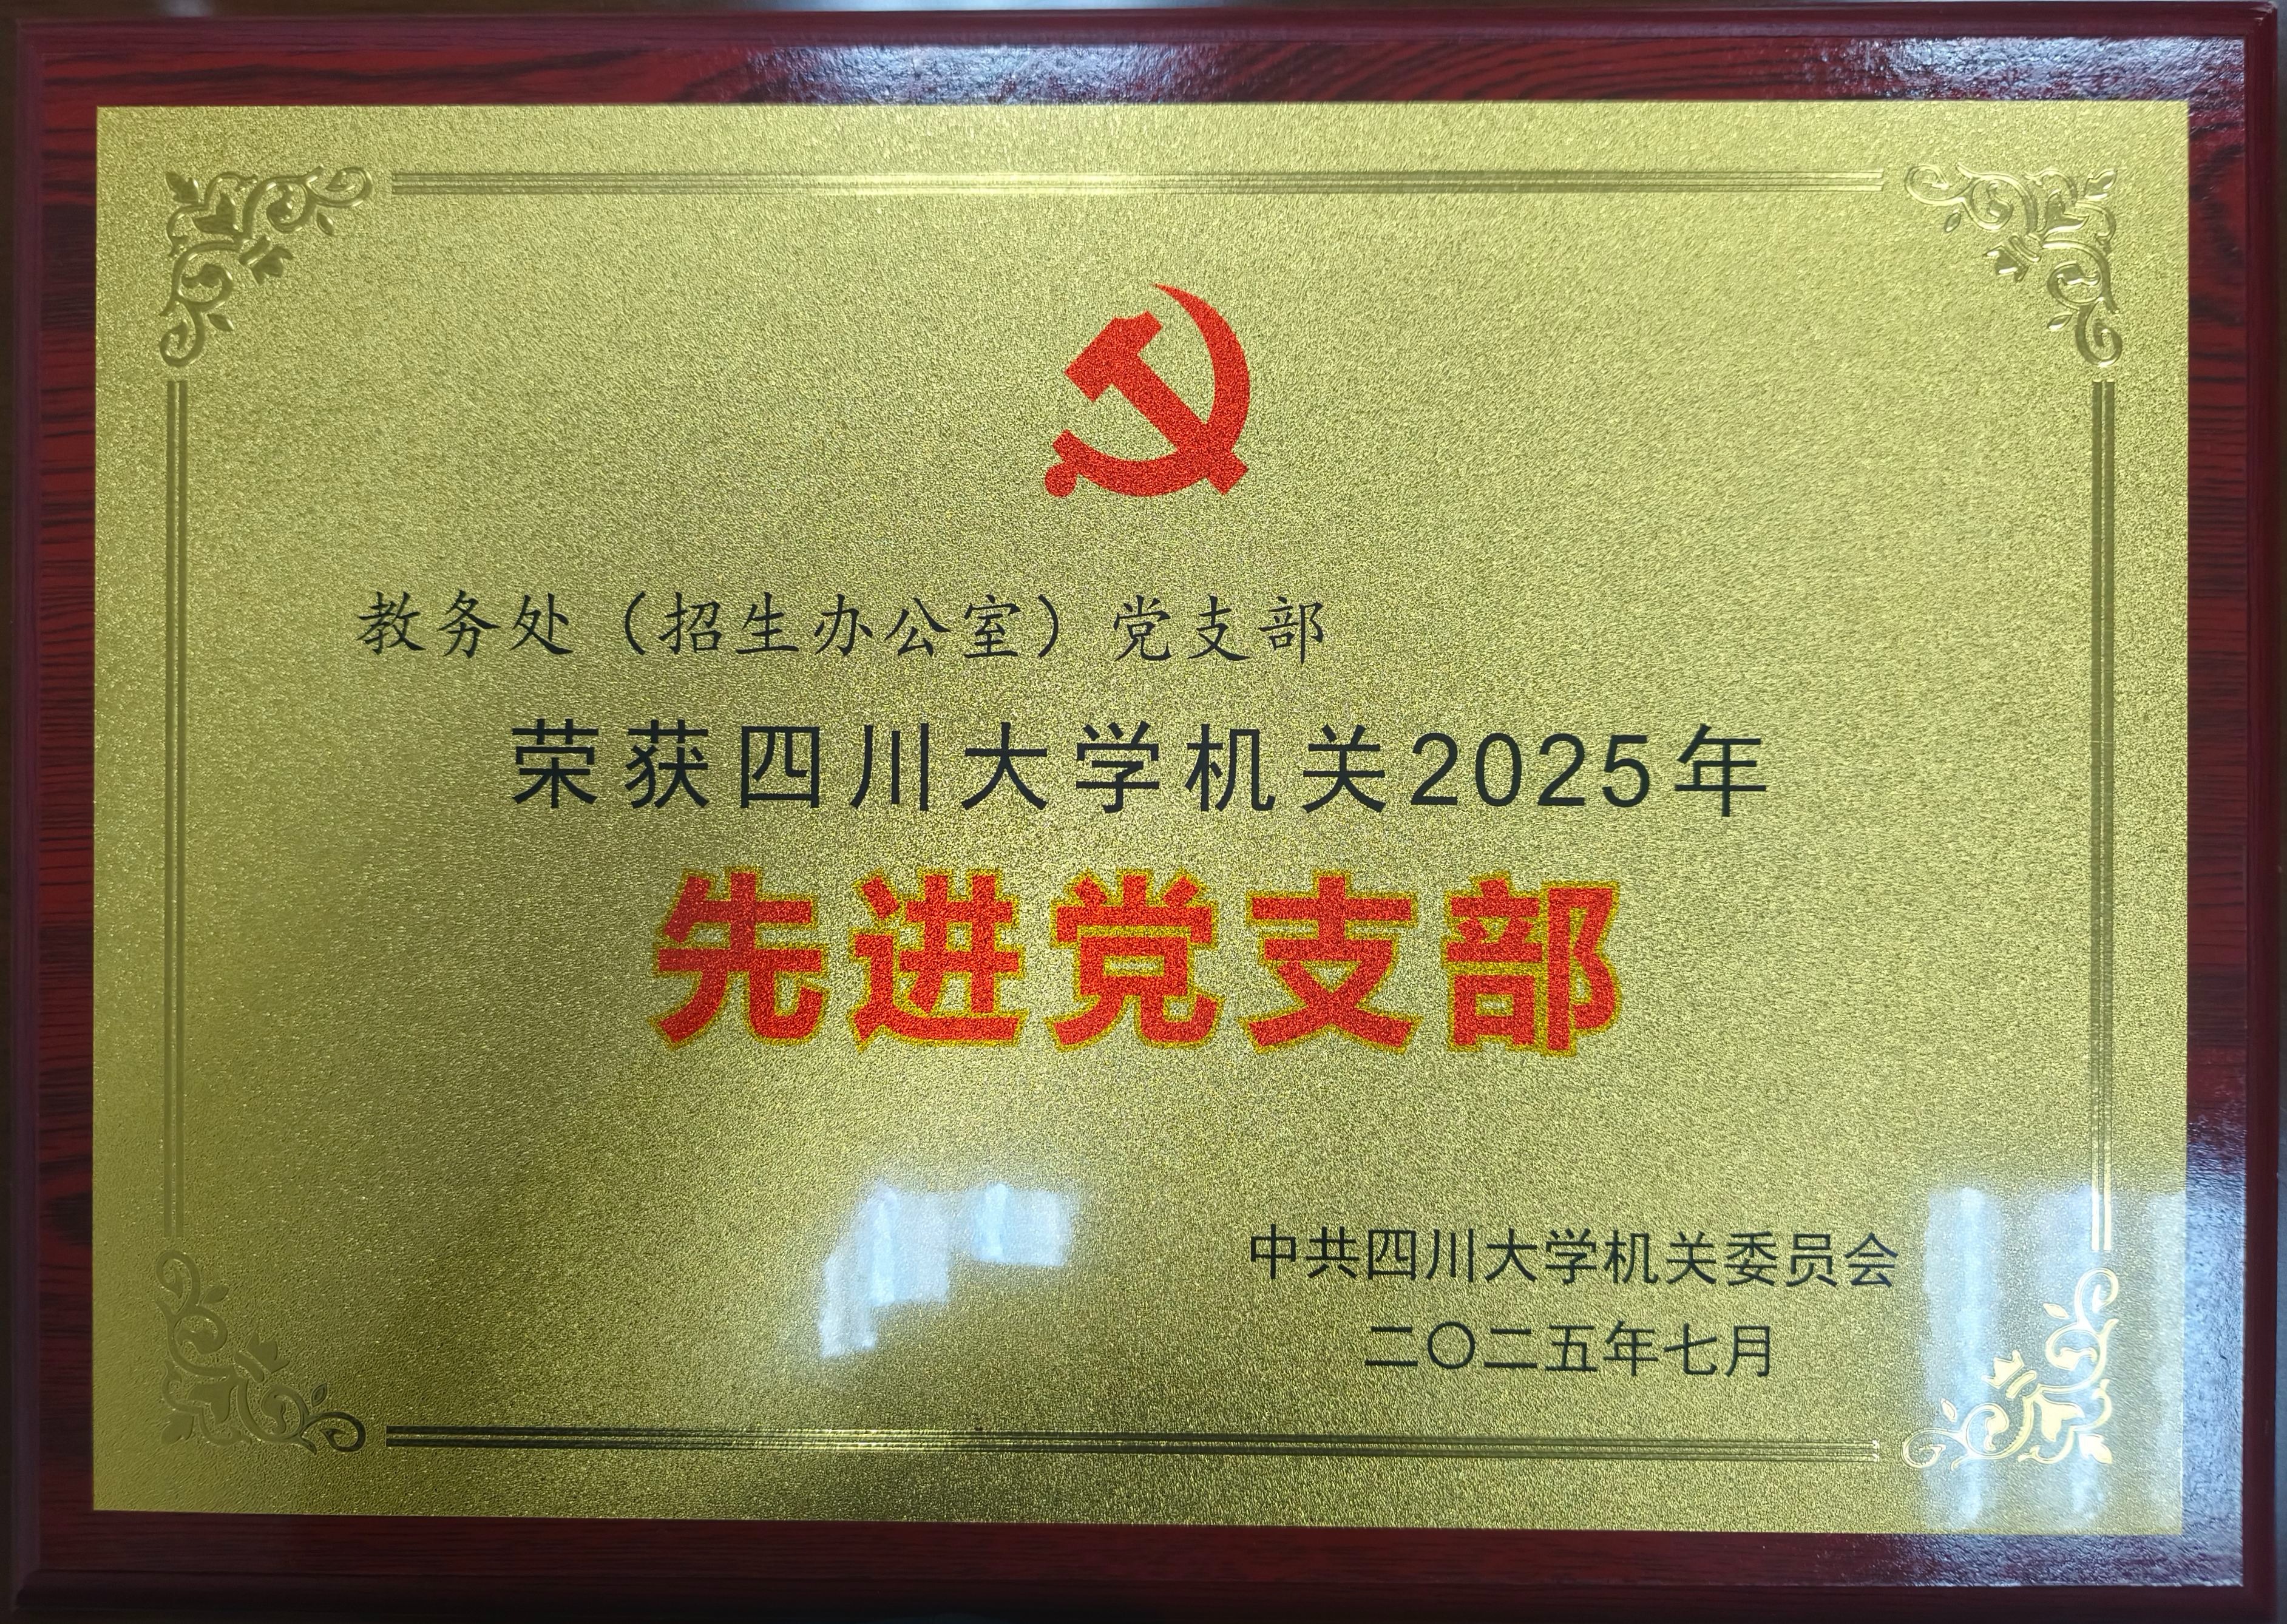 教务处（招生办公室）党支部
荣获四川大学机关2025年
先进党支部
中共四川大学机关委员会
二〇二五年七月